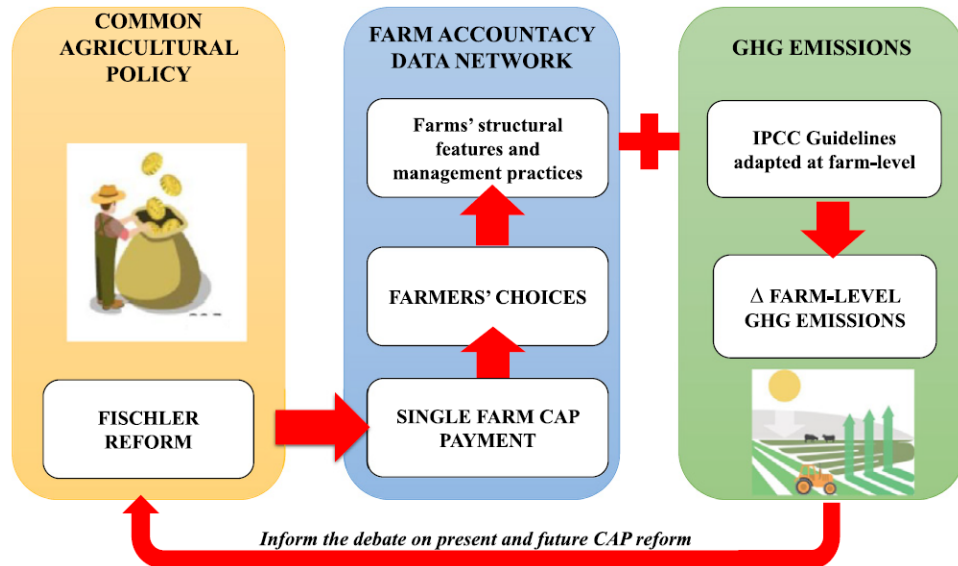 COMMON
AGRICULTURAL
POLICY
FISCHLER
REFORM
FARM ACCOUNTACY
DATA NETWORK
Farms' structural
features and
management practices
FARMERS' CHOICES
SINGLE FARM CAP
PAYMENT
GHG EMISSIONS
IPCC Guidelines
adapted at farm-level
Δ FARM-LEVEL
GHG EMISSIONS
Inform the debate on present and future CAP reform